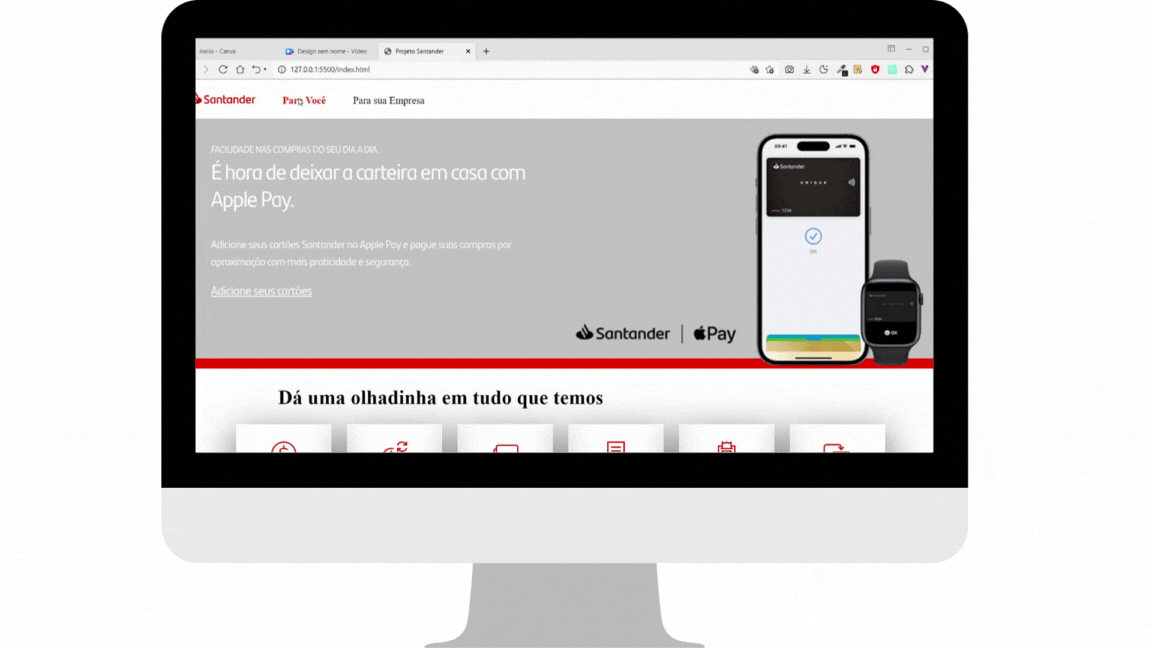 Início - Canva
Design sem nome - Vídeo
Projeto Santander
127.0.0.1:5500/index.html
Santander
Para Você
Para sua Empresa
FACILIDADE NAS COMPRAS DO SEU DIA A DIA.
É hora de deixar a carteira em casa com
Apple Pay.
Adicione seus cartões Santander no Apple Pay e pague suas compras por
aproximação com mais praticidade e segurança.
Adicione seus cartões
Santander | Pay
09:41
Santander
UNIQUE
1234
OK
OK
Dá uma olhadinha em tudo que temos